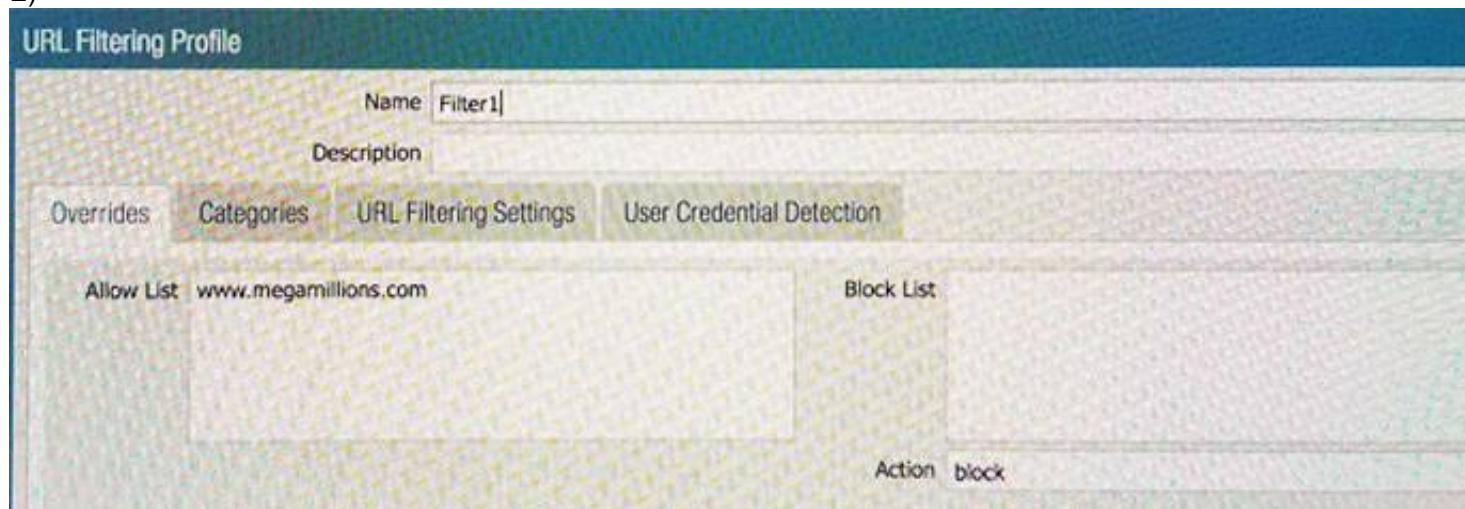 URL Filtering Profile
Name Filter1
Description
Overrides Categories URL Filtering Settings User Credential Detection
Allow List www.megamillions.com Block List
Action block